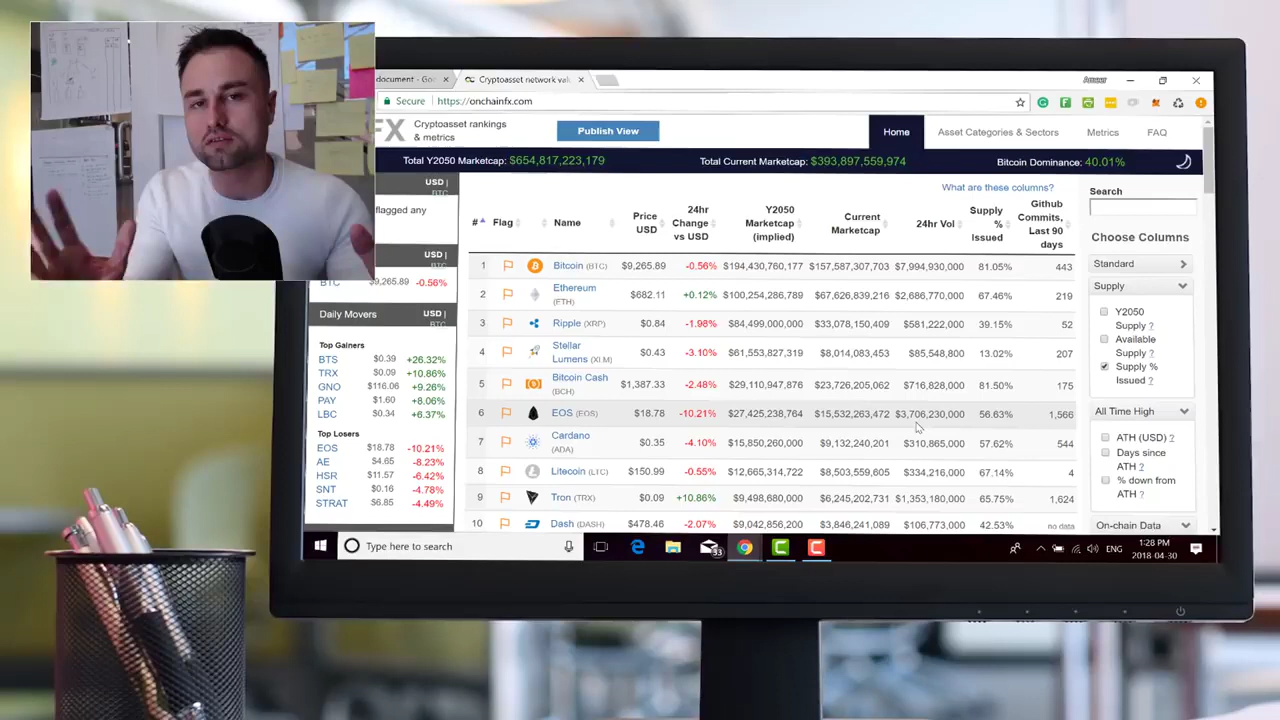 document - Go
Cryptoasset network valu
Secure
https://onchainfx.com
FX
Cryptoasset rankings
& metrics
Publish View
Home
Asset Categories & Sectors
Metrics
FAQ
Total Y2050 Marketcap: $654,817,223,179
Total Current Marketcap: $393,897,559,974
Bitcoin Dominance: 40.01%
USD |
BTC
flagged any
USD |
BTC
BTC $9,265.89 -0.56%
Daily Movers
USD |
BTC
Top Gainers
BTS $0.39 +26.32%
TRX $0.09 +10.86%
GNO $116.06 +9.26%
PAY $1.60 +8.06%
LBC $0.34 +6.37%
Top Losers
EOS $18.78 -10.21%
AE $4.65 -8.23%
HSR $11.57 -6.42%
SNT $0.16 -4.78%
STRAT $6.85 -4.49%
What are these columns?
# Flag Name
Price
USD
24hr
Change
vs USD
Y2050
Marketcap
(implied)
Current
Marketcap
24hr Vol
Supply
%
Issued
Github
Commits,
Last 90
days
1 Bitcoin (BTC) $9,265.89 -0.56% $194,430,760,177 $157,587,307,703 $7,994,930,000 81.05% 443
2 Ethereum
(ETH) $682.11 +0.12% $100,254,286,789 $67,626,839,216 $2,686,770,000 67.46% 219
3 Ripple (XRP) $0.84 -1.98% $84,499,000,000 $33,078,150,409 $581,222,000 39.15% 52
4 Stellar
Lumens (XLM) $0.43 -3.10% $61,553,827,319 $8,014,083,453 $85,548,800 13.02% 207
5 Bitcoin Cash
(BCH) $1,387.33 -2.48% $29,110,947,876 $23,726,205,062 $716,828,000 81.50% 175
6 EOS (EOS) $18.78 -10.21% $27,425,238,764 $15,532,263,472 $3,706,230,000 56.63% 1,566
7 Cardano
(ADA) $0.35 -4.10% $15,850,260,000 $9,132,240,201 $310,865,000 57.62% 544
8 Litecoin (LTC) $150.99 -0.55% $12,665,314,722 $8,503,559,605 $334,216,000 67.14% 4
9 Tron (TRX) $0.09 +10.86% $9,498,680,000 $6,245,202,731 $1,353,180,000 65.75% 1,624
10 Dash (DASH) $478.46 -2.07% $9,042,856,200 $3,846,241,089 $106,773,000 42.53% no data
Search
Choose Columns
Standard
Supply
Y2050
Supply ?
Available
Supply ?
Supply %
Issued ?
All Time High
ATH (USD) ?
Days since
ATH ?
% down from
ATH ?
On-chain Data
Type here to search
ENG
1:28 PM
2018-04-30